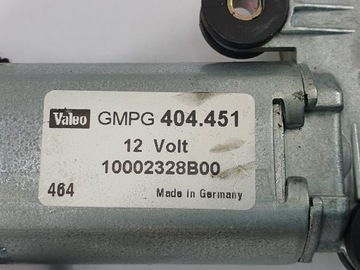 Valeo GMPG 404.451
12 Volt
10002328B00
464 Made in Germany